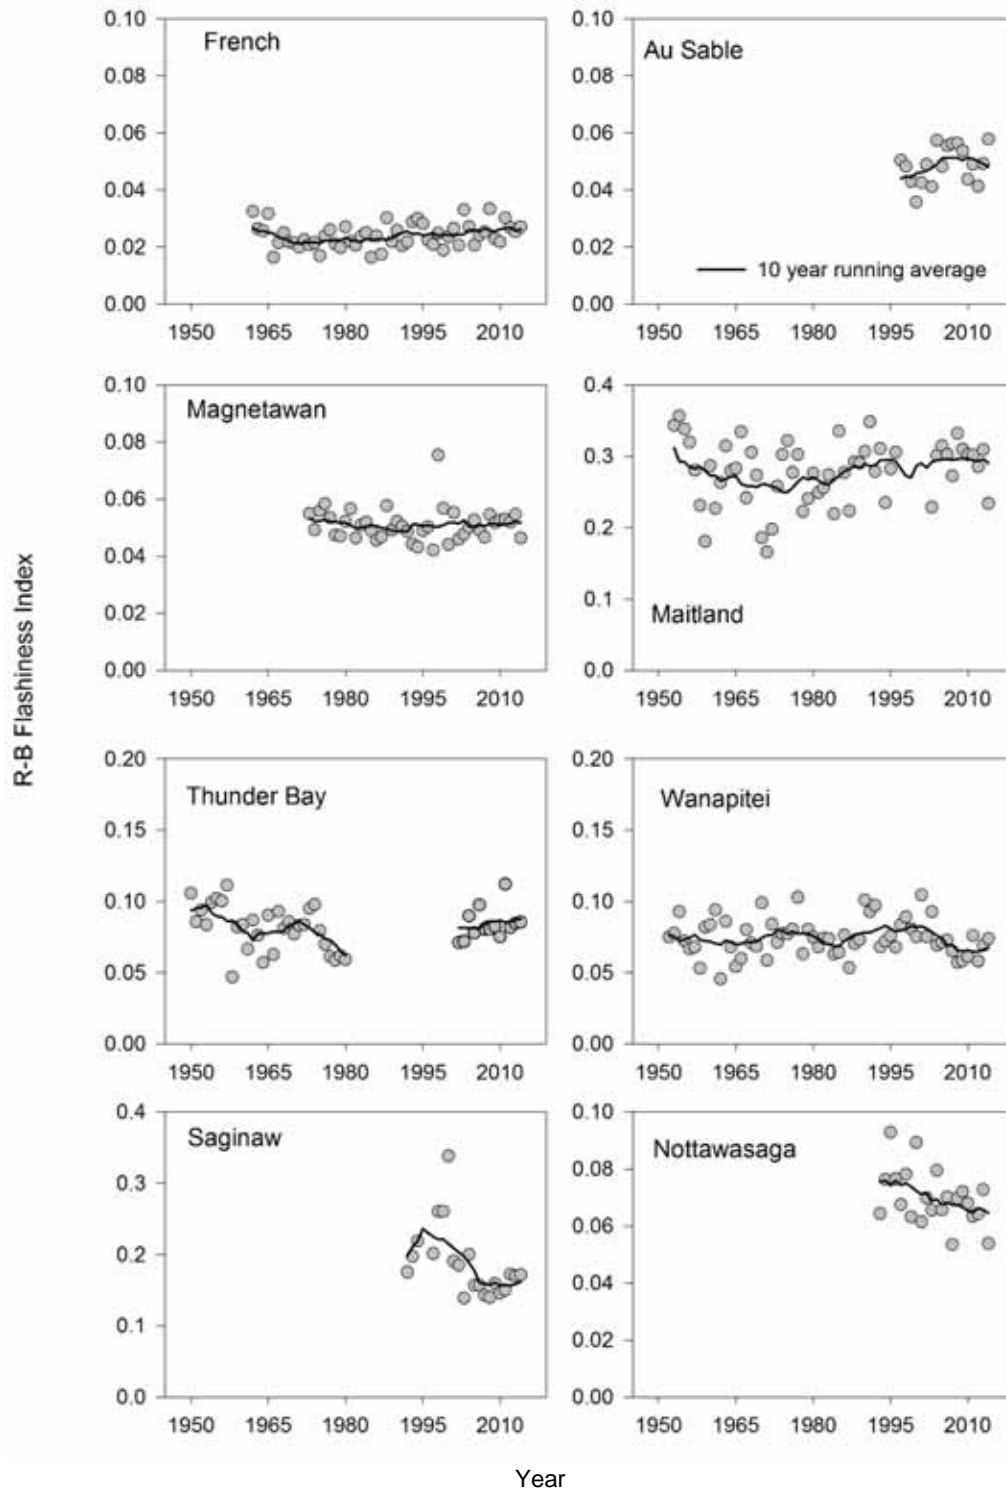 R-B Flashiness Index
French
0.10
0.08
0.06
0.04
0.02
0.00
1950 1965 1980 1995 2010
Au Sable
0.10
0.08
0.06
0.04
0.02
0.00
10 year running average
1950 1965 1980 1995 2010
Magnetawan
0.10
0.08
0.06
0.04
0.02
0.00
1950 1965 1980 1995 2010
0.4
0.3
0.2
0.1
0.0
Maitland
1950 1965 1980 1995 2010
Thunder Bay
0.20
0.15
0.10
0.05
0.00
1950 1965 1980 1995 2010
Wanapitei
0.20
0.15
0.10
0.05
0.00
1950 1965 1980 1995 2010
Saginaw
0.4
0.3
0.2
0.1
0.0
1950 1965 1980 1995 2010
Nottawasaga
0.10
0.08
0.06
0.04
0.02
0.00
1950 1965 1980 1995 2010
Year